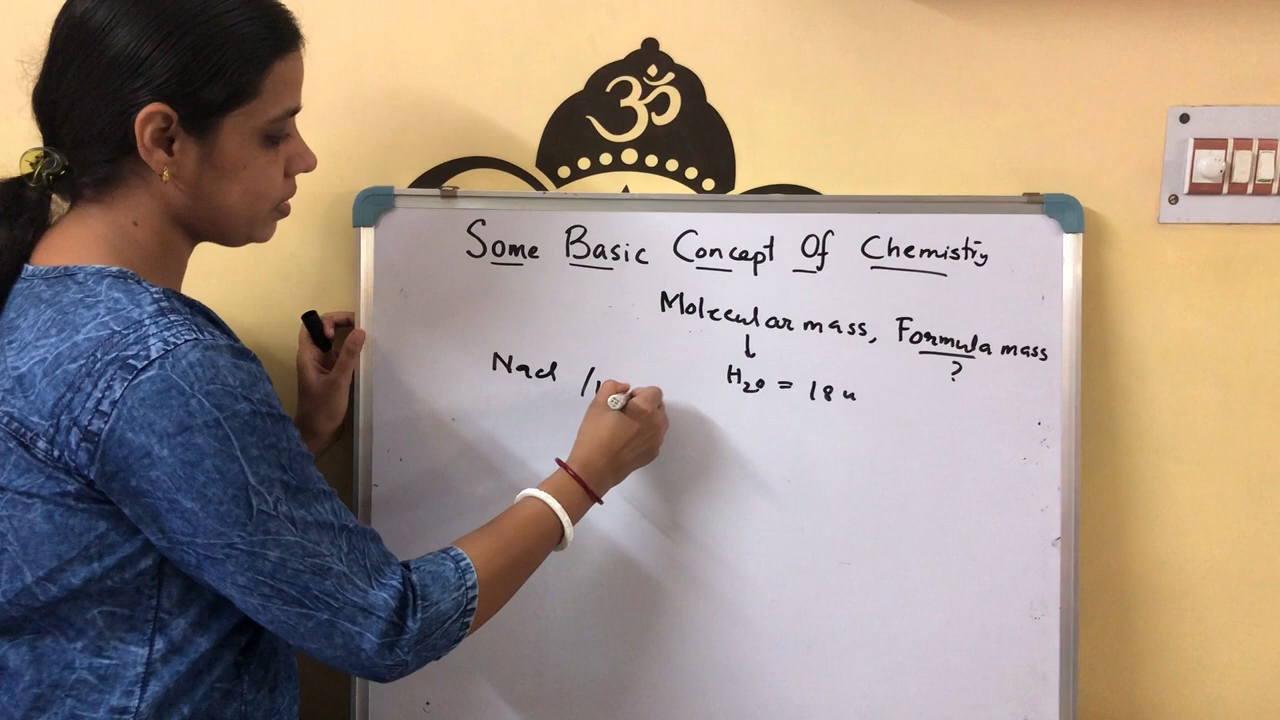 ॐ
Some Basic Concept Of Chemistry
Molecular mass, Formula mass
?
Nacl / H₂O = 18 u